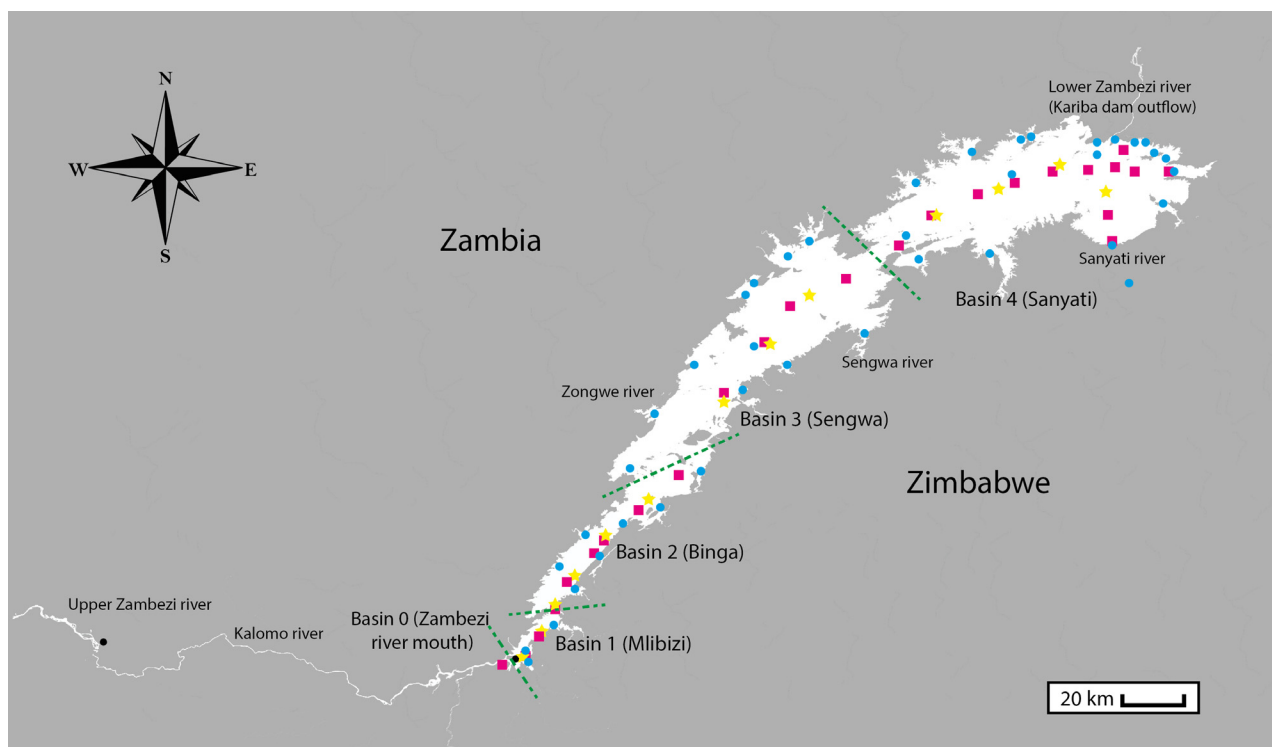 N
W
E
S
Lower Zambezi river
(Kariba dam outflow)
Zambia
Sanyati river
Basin 4 (Sanyati)
Sengwa river
Zongwe river
Basin 3 (Sengwa)
Zimbabwe
Basin 2 (Binga)
Upper Zambezi river
Kalomo river
Basin 0 (Zambezi
river mouth)
Basin 1 (Mlibizi)
20 km